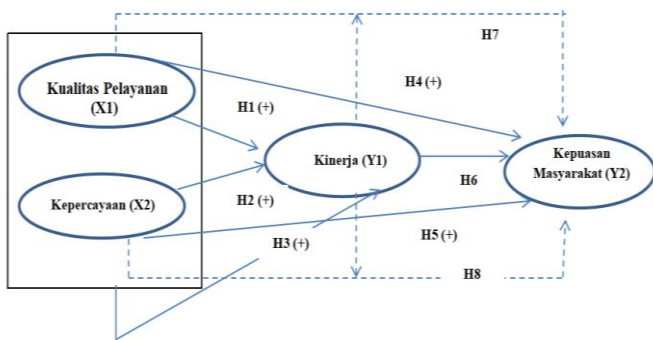 H7
Kualitas Pelayanan
(X1)
H4 (+)
H1 (+)
Kinerja (Y1)
Kepuasan
Masyarakat (Y2)
H6
Kepercayaan (X2)
H2 (+)
H3 (+)
H5 (+)
H8